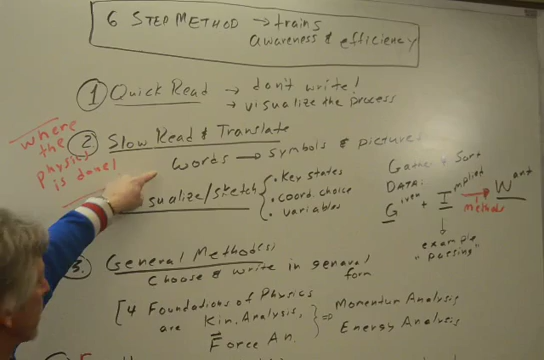 6 STEP METHOD → trains
awareness & efficiency
1 Quick Read → don't write!
→ visualize the process
where
the
physics
is done!
2 Slow Read & Translate
words → symbols & pictures
sualize/sketch
• key states
• coord. choice
• variables
Gather & Sort
DATA:
Given + Implied → Want
method
example
"passing"
3. General Method(s)
choose & write in general
form
[4 Foundations of Physics
are Kin. Analysis,
Force An. ⇒ Momentum Analysis
Energy Analysis